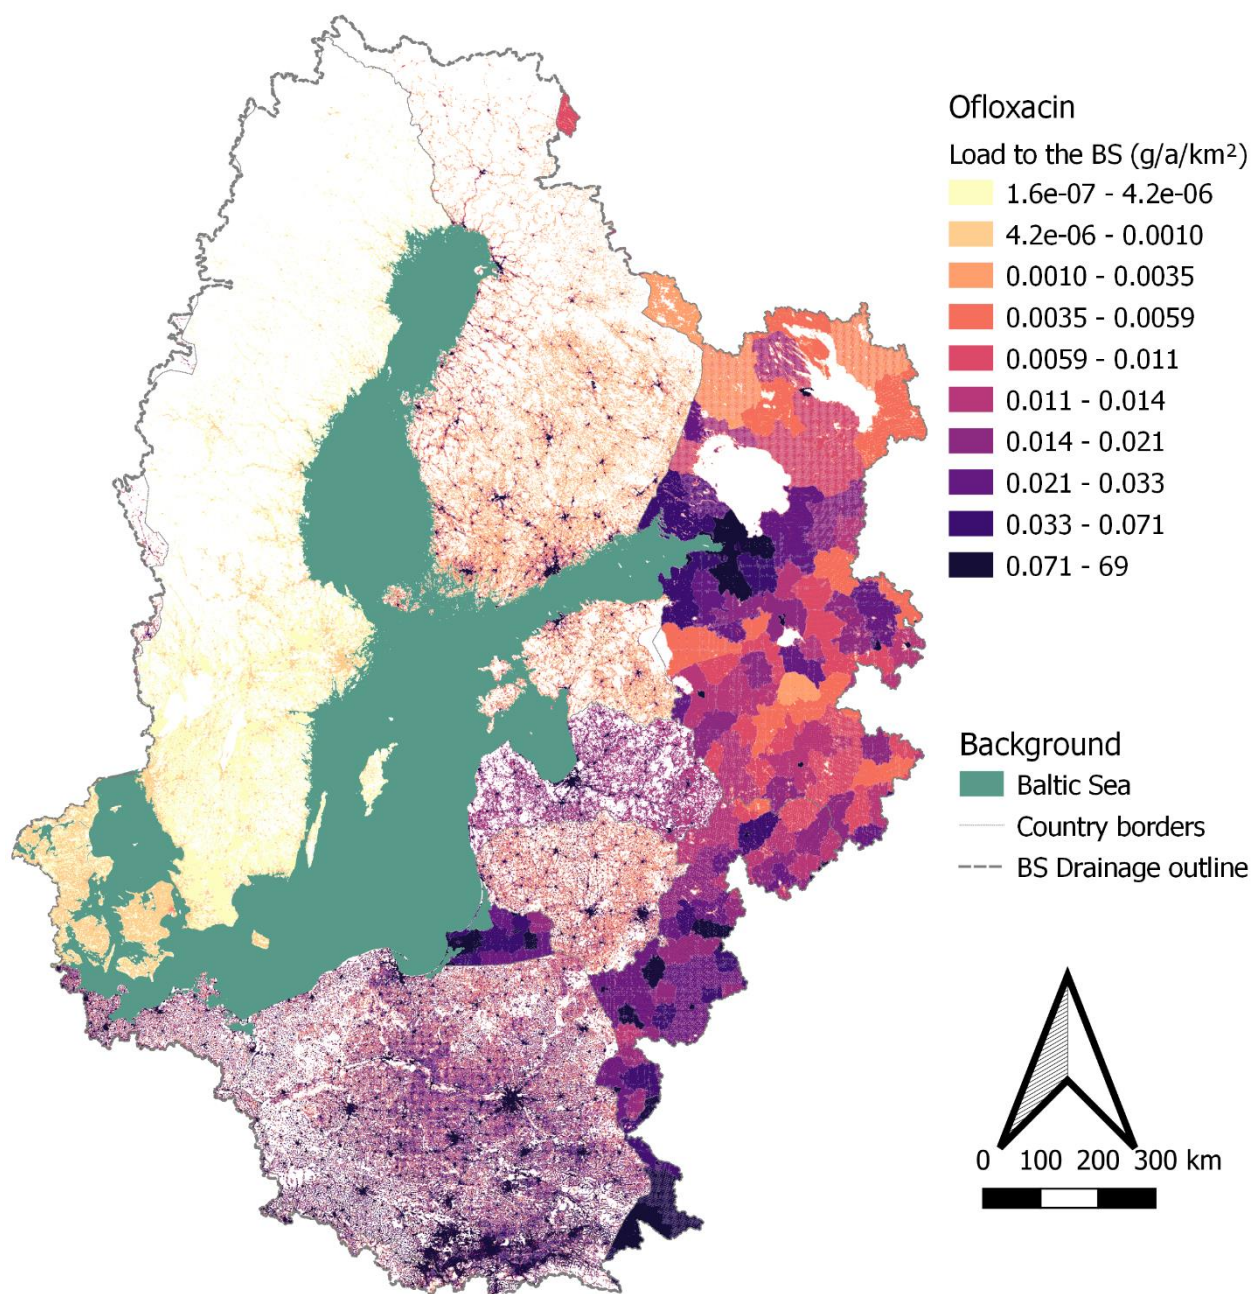 Ofloxacin
Load to the BS (g/a/km²)
1.6e-07 - 4.2e-06
4.2e-06 - 0.0010
0.0010 - 0.0035
0.0035 - 0.0059
0.0059 - 0.011
0.011 - 0.014
0.014 - 0.021
0.021 - 0.033
0.033 - 0.071
0.071 - 69
Background
Baltic Sea
Country borders
BS Drainage outline
0 100 200 300 km